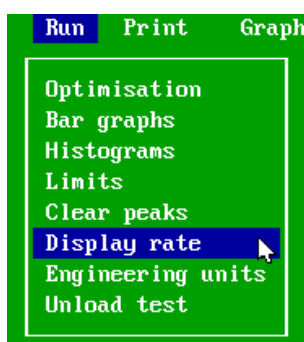 Run Print Graph
Optimisation
Bar graphs
Histograms
Limits
Clear peaks
Display rate
Engineering units
Unload test